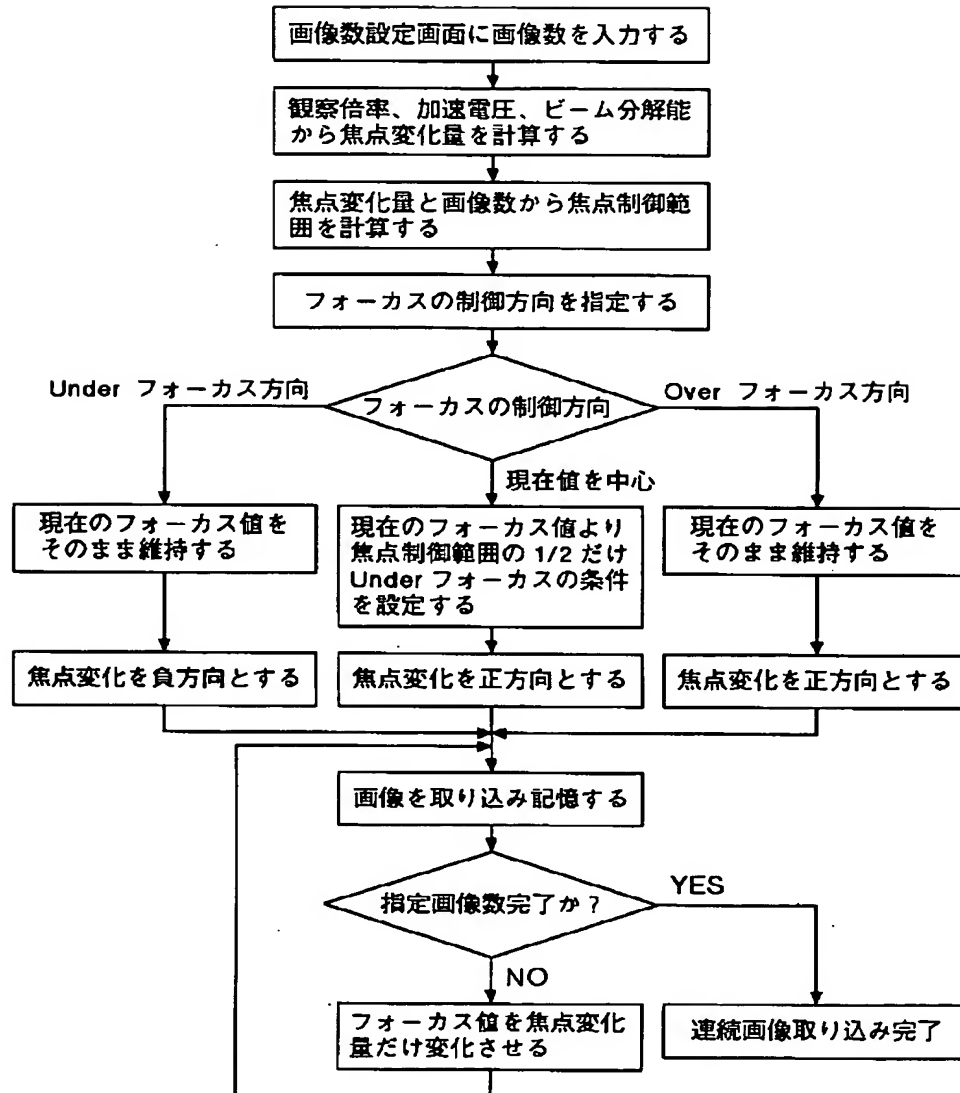 画像数設定画面に画像数を入力する
観察倍率、加速電圧、ビーム分解能
から焦点変化量を計算する
焦点変化量と画像数から焦点制御範
囲を計算する
フォーカスの制御方向を指定する
Under フォーカス方向
フォーカスの制御方向
Over フォーカス方向
現在値を中心
現在のフォーカス値を
そのまま維持する
現在のフォーカス値より
焦点制御範囲の 1/2 だけ
Under フォーカスの条件
を設定する
現在のフォーカス値を
そのまま維持する
焦点変化を負方向とする
焦点変化を正方向とする
焦点変化を正方向とする
画像を取り込み記憶する
指定画像数完了か？
YES
NO
フォーカス値を焦点変化
量だけ変化させる
連続画像取り込み完了